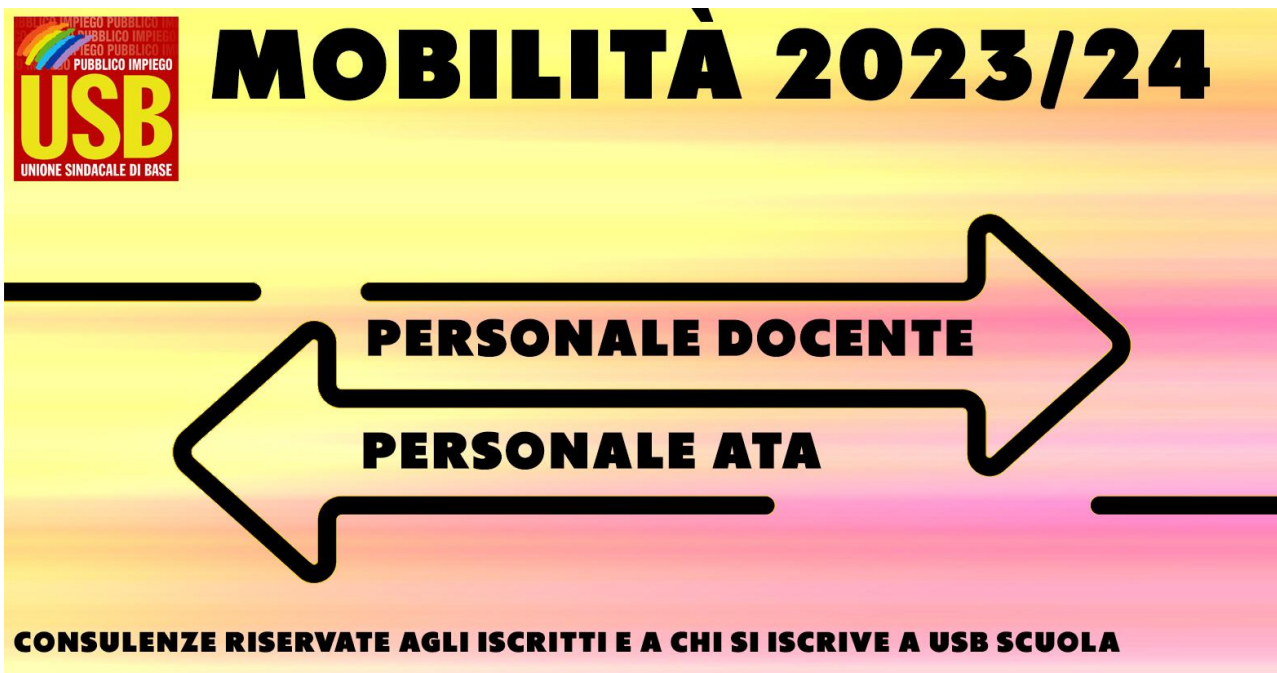 MOBILITÀ 2023/24
PUBBLICO IMPIEGO
USB
UNIONE SINDACALE DI BASE
PERSONALE DOCENTE
PERSONALE ATA
CONSULENZE RISERVATE AGLI ISCRITTI E A CHI SI ISCRIVE A USB SCUOLA